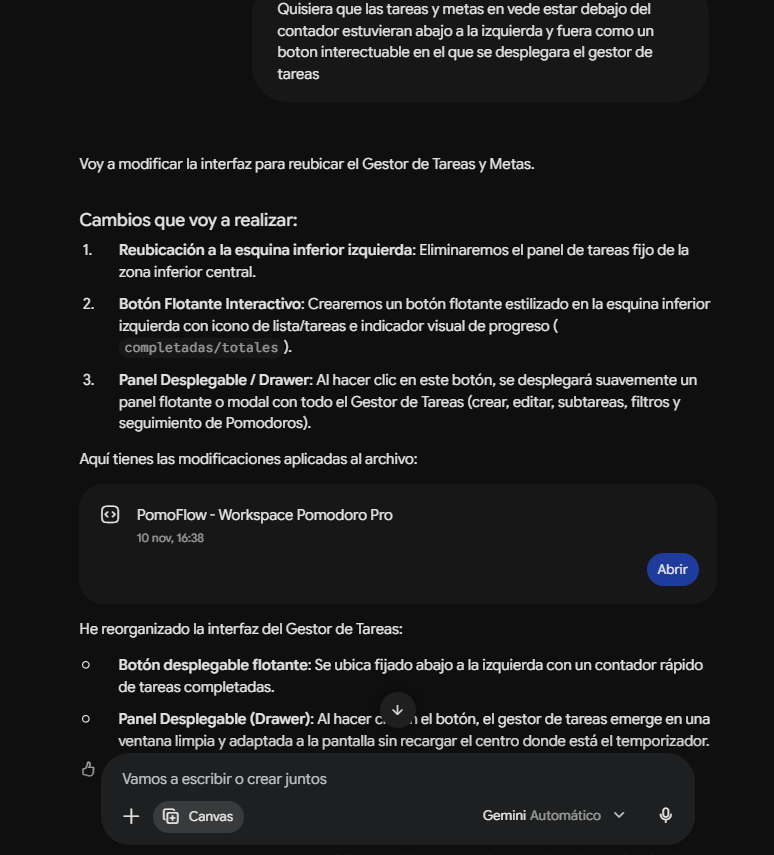 Quisiera que las tareas y metas en vede estar debajo del
contador estuvieran abajo a la izquierda y fuera como un
boton interectuable en el que se desplegara el gestor de
tareas
Voy a modificar la interfaz para reubicar el Gestor de Tareas y Metas.
Cambios que voy a realizar:
1. Reubicación a la esquina inferior izquierda: Eliminaremos el panel de tareas fijo de la
zona inferior central.
2. Botón Flotante Interactivo: Crearemos un botón flotante estilizado en la esquina inferior
izquierda con icono de lista/tareas e indicador visual de progreso (
completadas/totales ).
3. Panel Desplegable / Drawer: Al hacer clic en este botón, se desplegará suavemente un
panel flotante o modal con todo el Gestor de Tareas (crear, editar, subtareas, filtros y
seguimiento de Pomodoros).
Aquí tienes las modificaciones aplicadas al archivo:
PomoFlow - Workspace Pomodoro Pro
10 nov, 16:38
Abrir
He reorganizado la interfaz del Gestor de Tareas:
Botón desplegable flotante: Se ubica fijado abajo a la izquierda con un contador rápido
de tareas completadas.
Panel Desplegable (Drawer): Al hacer el botón, el gestor de tareas emerge en una
ventana limpia y adaptada a la pantalla sin recargar el centro donde está el temporizador.
Vamos a escribir o crear juntos
Canvas
Gemini Automático